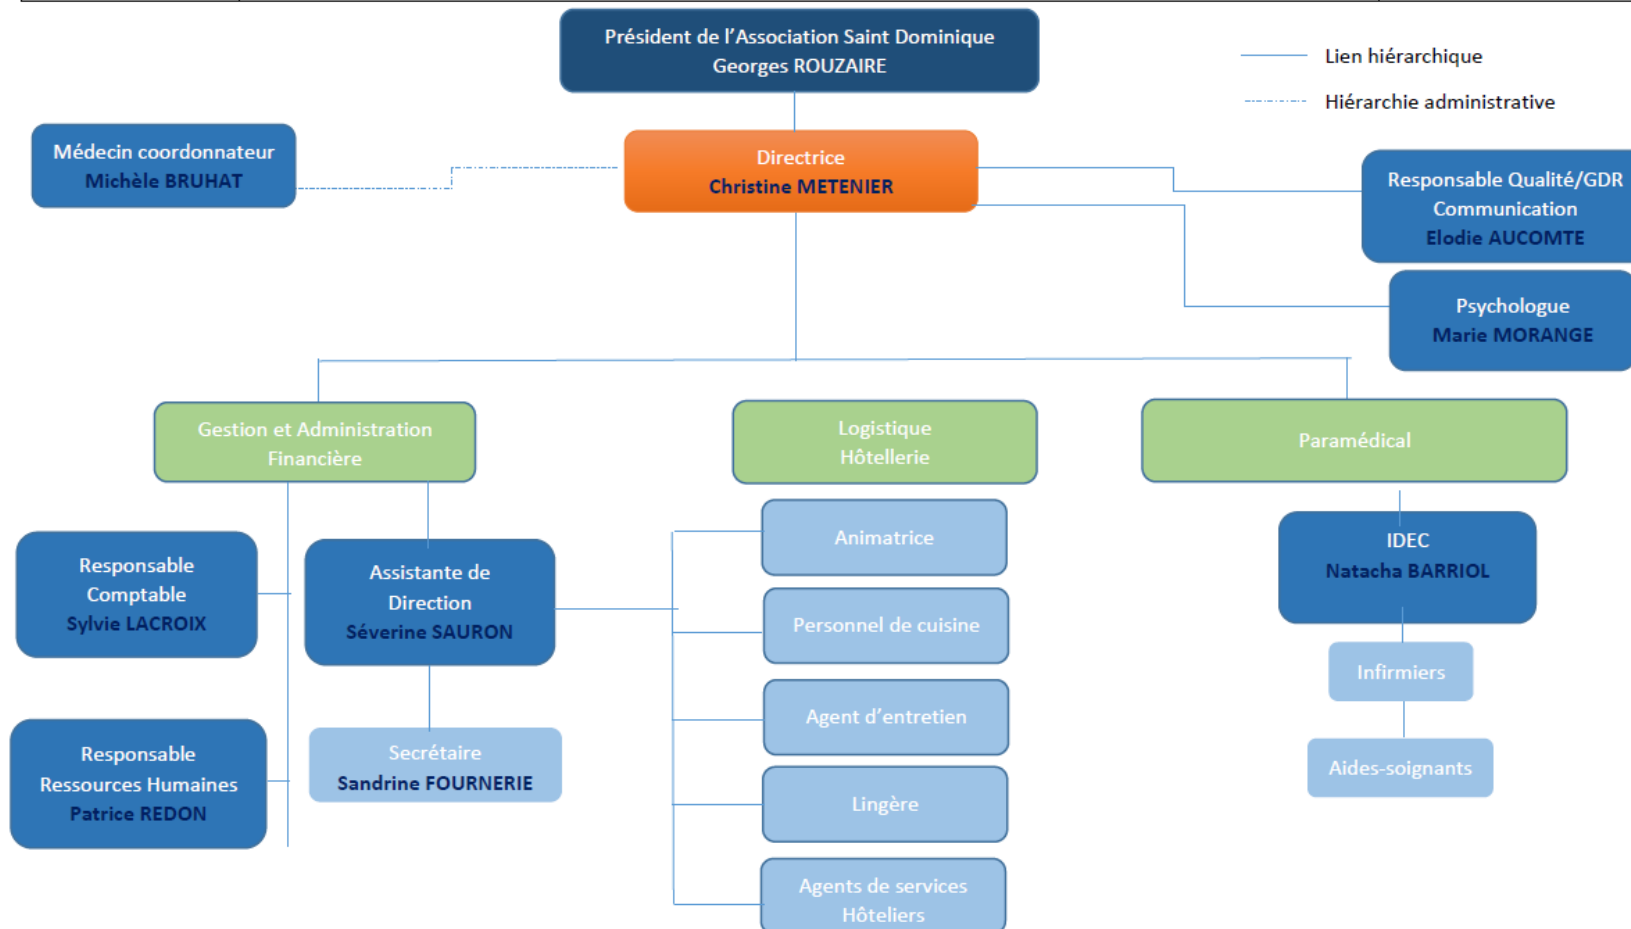 Président de l'Association Saint Dominique
Georges ROUZAIRE
Lien hiérarchique
Hiérarchie administrative
Médecin coordonnateur
Michèle BRUHAT
Directrice
Christine METENIER
Responsable Qualité/GDR
Communication
Elodie AUCOMTE
Psychologue
Marie MORANGE
Gestion et Administration
Financière
Logistique
Hôtellerie
Paramédical
Responsable
Comptable
Sylvie LACROIX
Assistante de
Direction
Séverine SAURON
Animatrice
Personnel de cuisine
Agent d'entretien
Lingère
Agents de services
Hôteliers
IDEC
Natacha BARRIOL
Infirmiers
Aides-soignants
Responsable
Ressources Humaines
Patrice REDON
Secrétaire
Sandrine FOURNERIE